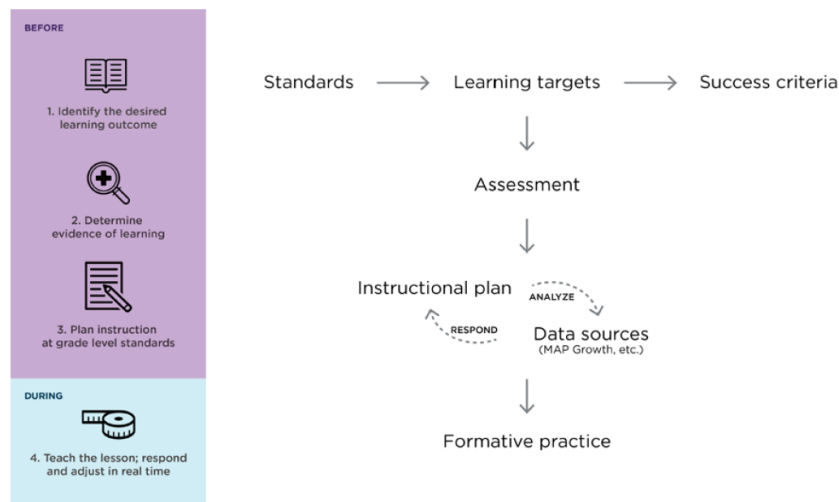 BEFORE
1. Identify the desired
learning outcome
2. Determine
evidence of learning
3. Plan instruction
at grade level standards
DURING
4. Teach the lesson; respond
and adjust in real time
Standards
Learning targets
Success criteria
Assessment
Instructional plan
ANALYZE
RESPOND
Data sources
(MAP Growth, etc.)
Formative practice